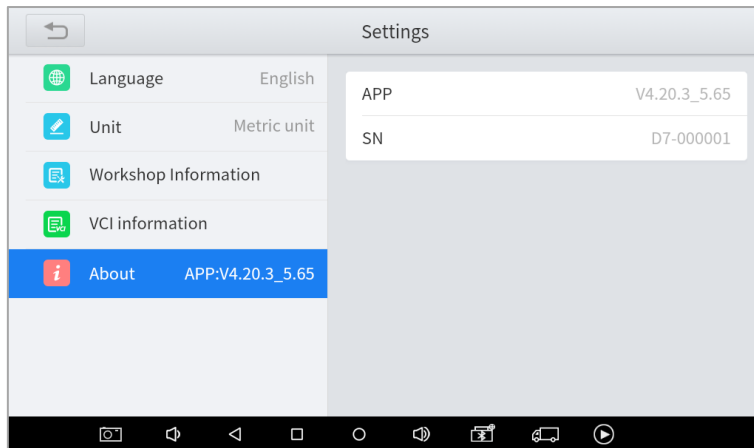 Settings
Language English
Unit Metric unit
Workshop Information
VCI information
About APP:V4.20.3_5.65
APP V4.20.3_5.65
SN D7-000001